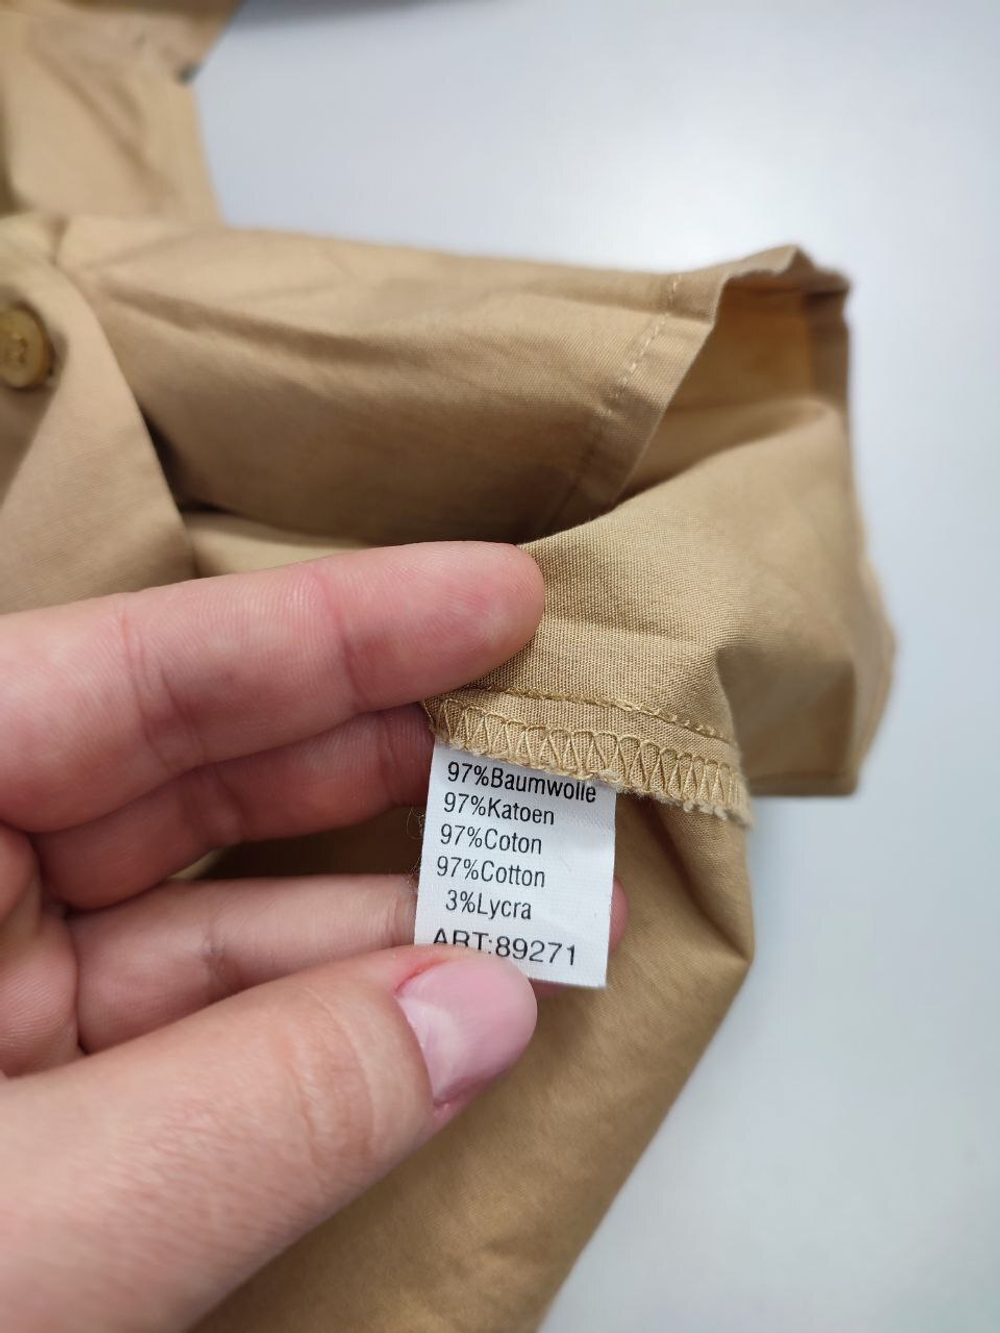 97%Baumwolle
97%Katoen
97%Coton
97%Cotton
3%Lycra
ART:89271